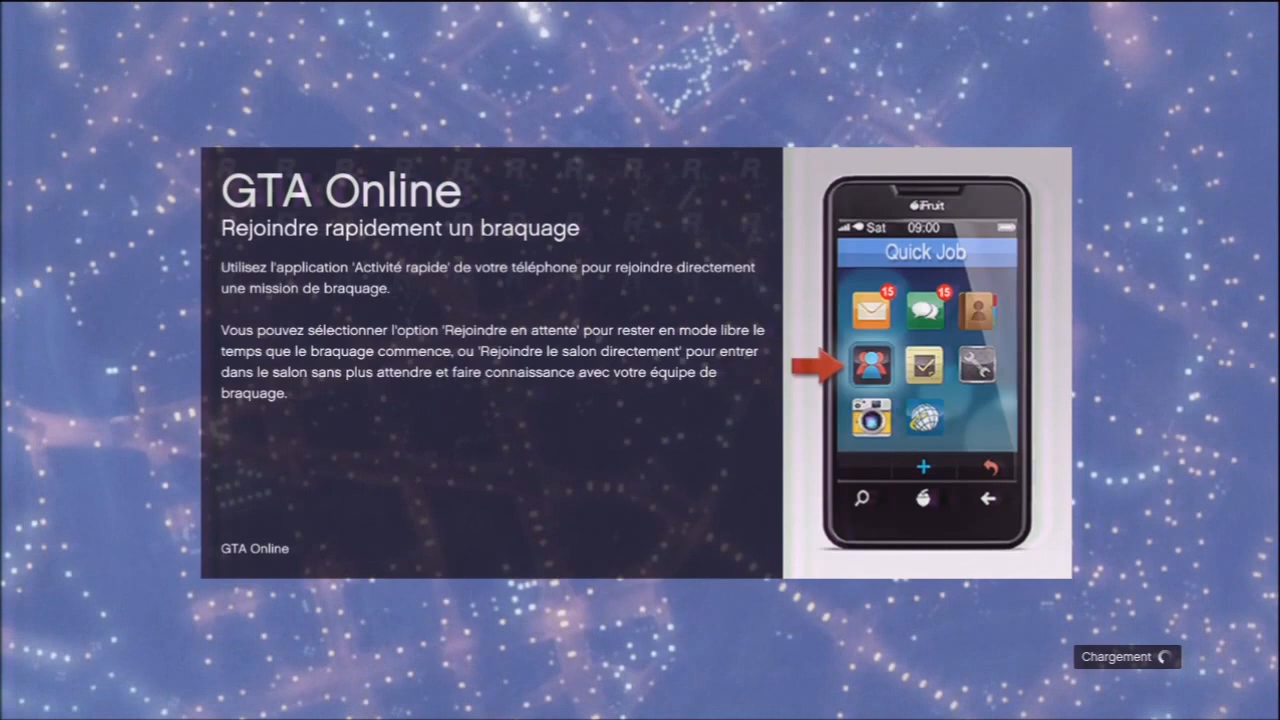 GTA Online
Rejoindre rapidement un braquage
Utilisez l'application 'Activité rapide' de votre téléphone pour rejoindre directement
une mission de braquage.
Vous pouvez sélectionner l'option 'Rejoindre en attente' pour rester en mode libre le
temps que le braquage commence, ou 'Rejoindre le salon directement' pour entrer
dans le salon sans plus attendre et faire connaissance avec votre équipe de
braquage.
GTA Online
iFruit
Sat 09:00
Quick Job
15 15
Chargement